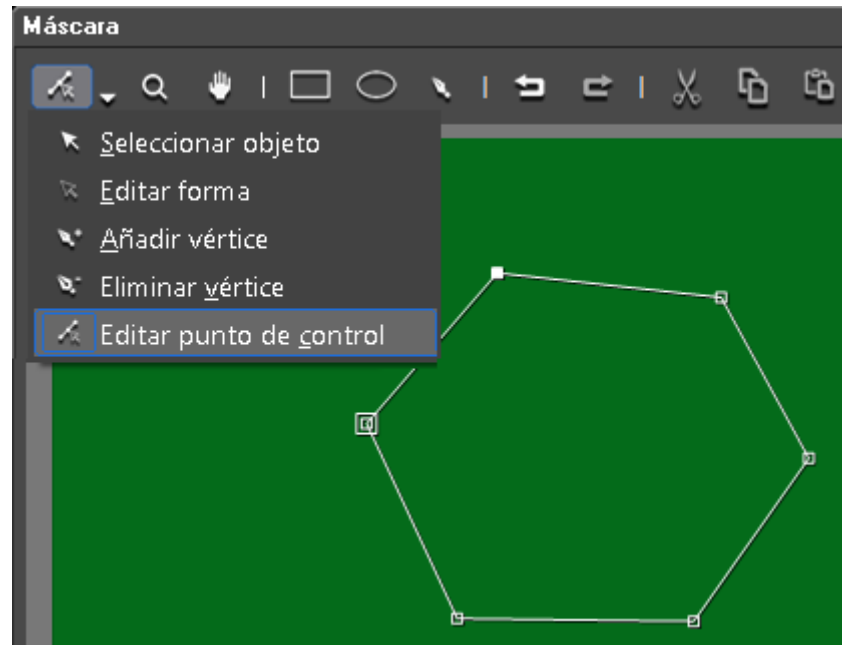 Máscara
Seleccionar objeto
Editar forma
Añadir vértice
Eliminar vértice
Editar punto de control